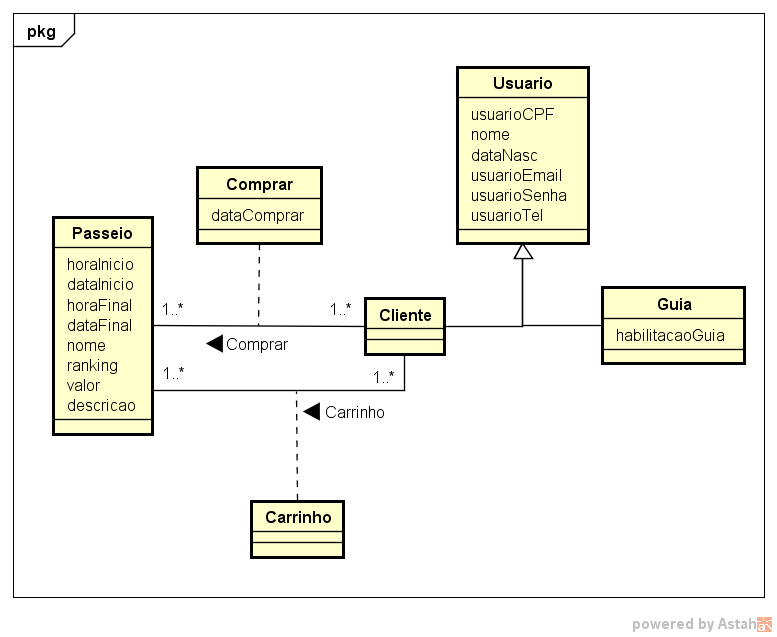 pkg
Usuario
usuarioCPF
nome
dataNasc
usuarioEmail
usuarioSenha
usuarioTel
Comprar
dataComprar
Passeio
horaInicio
dataInicio
horaFinal
dataFinal
nome
ranking
valor
descricao
1..*
1..*
Comprar
Cliente
Guia
habilitacaoGuia
1..*
1..*
Carrinho
Carrinho
powered by Astah